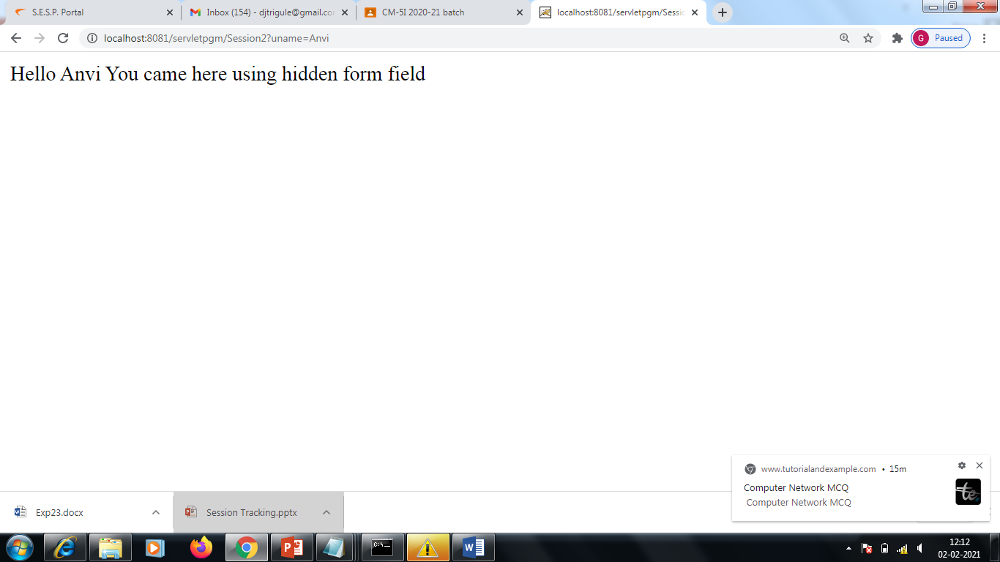 S.E.S.P. Portal
Inbox (154) - djtrigule@gmail.co
CM-5I 2020-21 batch
localhost:8081/servletpgm/Sessi
localhost:8081/servletpgm/Session2?uname=Anvi
G Paused
Hello Anvi You came here using hidden form field
www.tutorialandexample.com • 15m
Computer Network MCQ
Computer Network MCQ
te
Exp23.docx
Session Tracking.pptx
C:\
12:12
02-02-2021